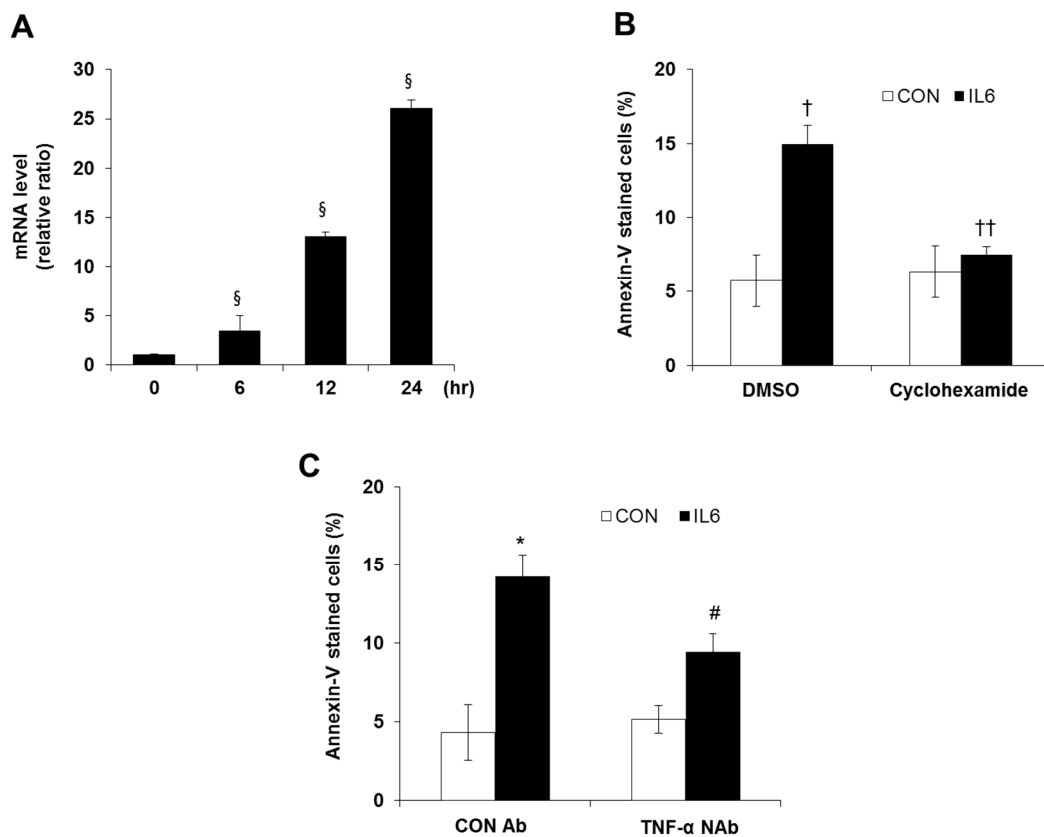 A
mRNA level
(relative ratio)
30
25
20
15
10
5
0
§
§
§
0 6 12 24 (hr)
B
Annexin-V stained cells (%)
20
15
10
5
0
CON IL6
†
††
DMSO Cyclohexamide
C
Annexin-V stained cells (%)
20
15
10
5
0
CON IL6
*
#
CON Ab TNF-α NAb